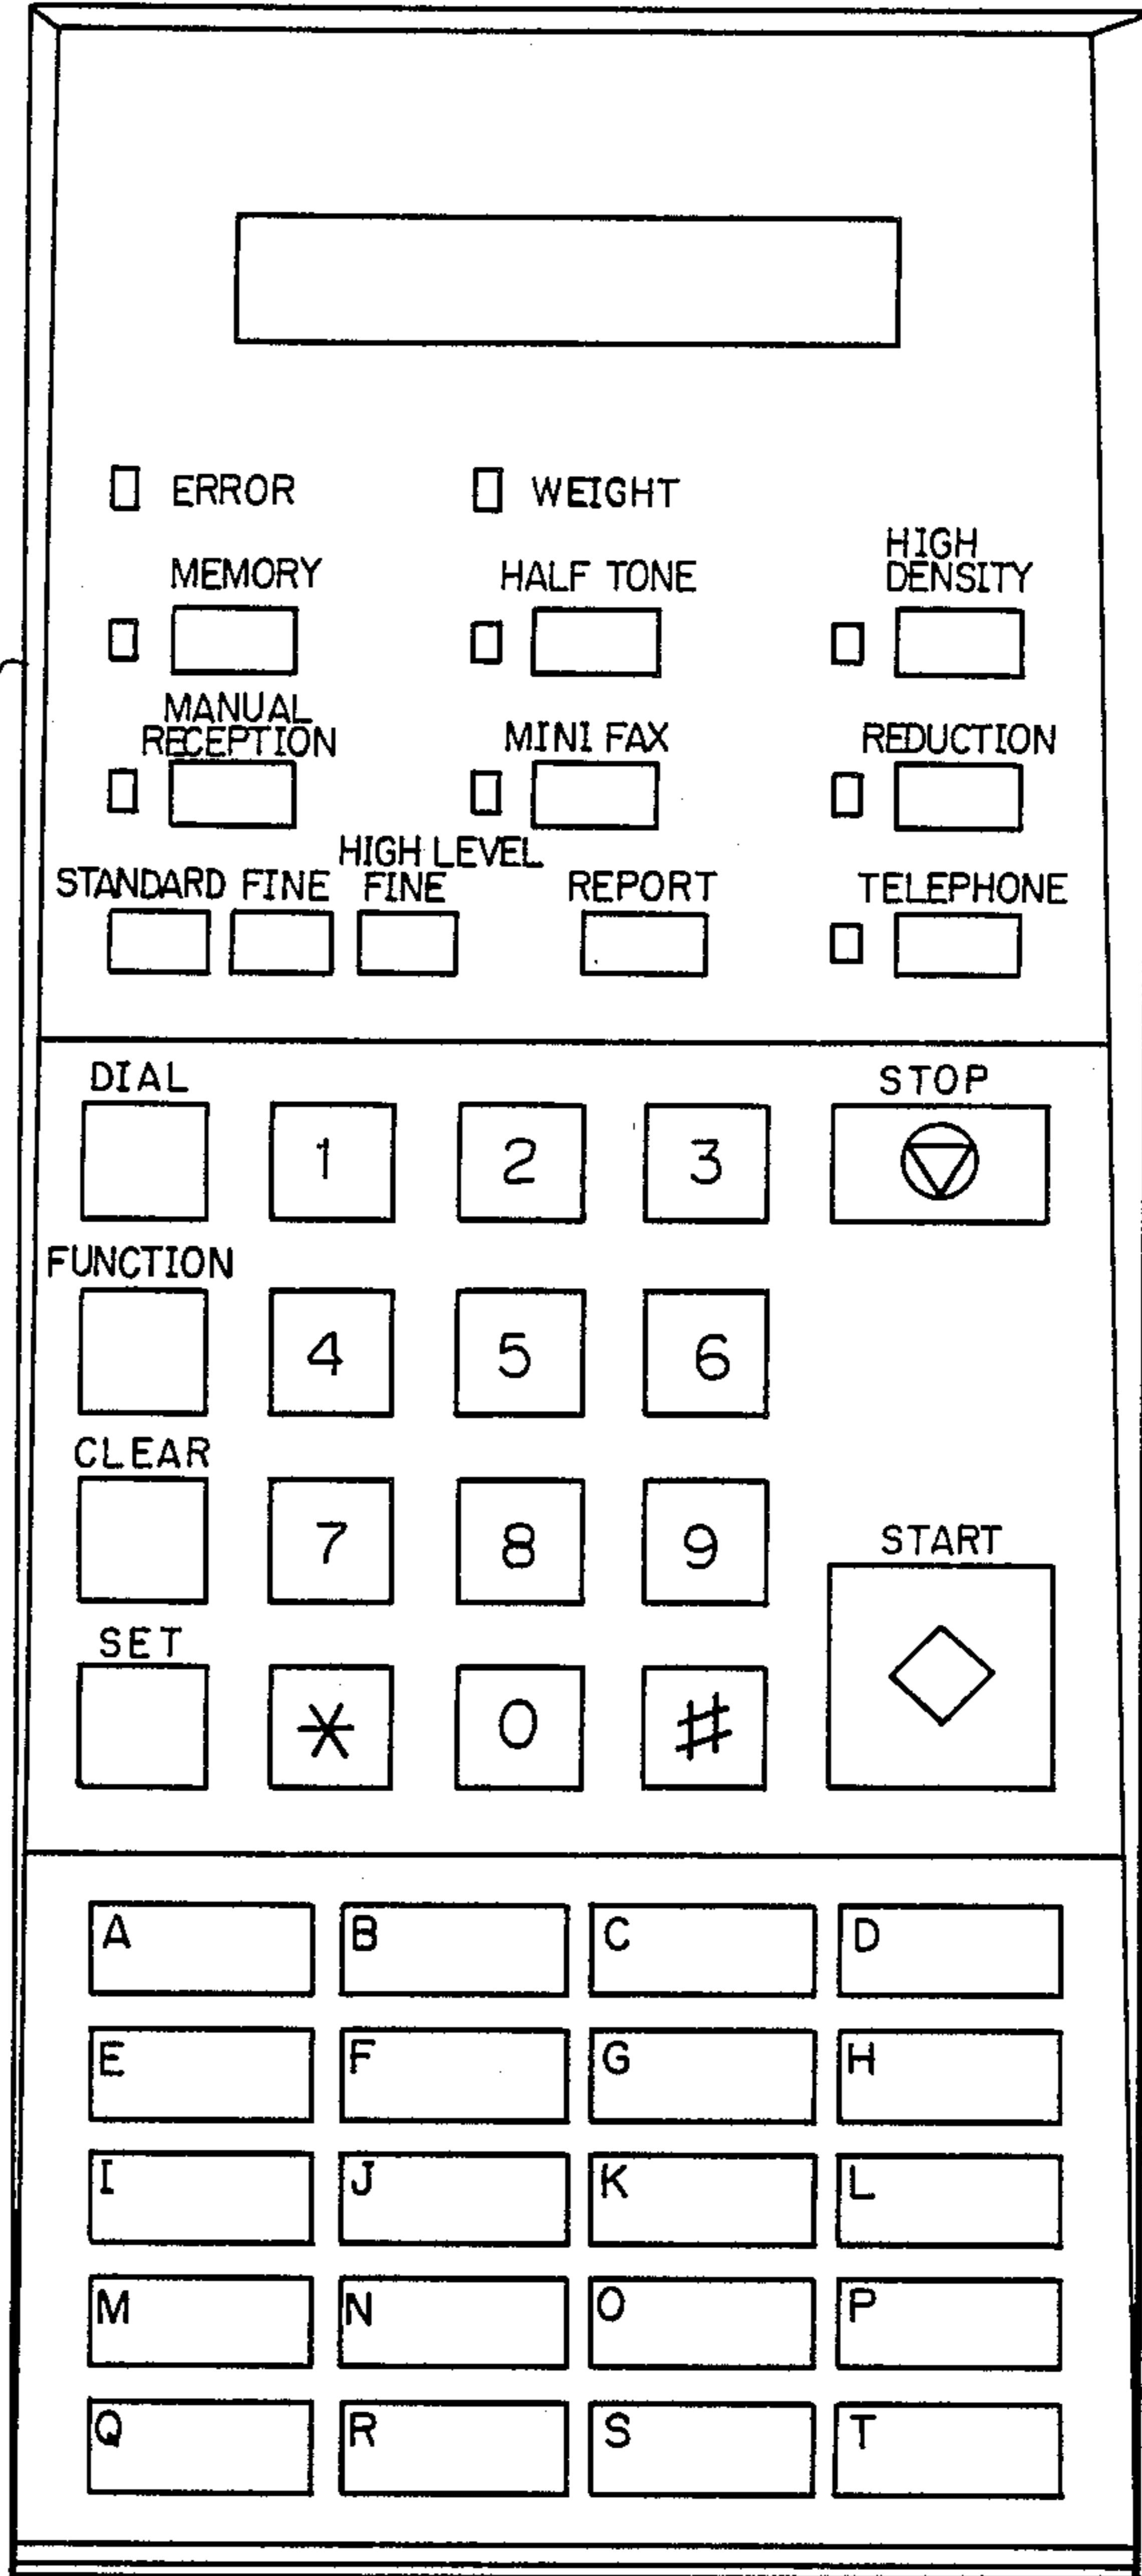 ERROR WEIGHT
MEMORY HALF TONE HIGH DENSITY
MANUAL RECEPTION MINI FAX REDUCTION
STANDARD FINE HIGH LEVEL FINE REPORT TELEPHONE
DIAL 1 2 3 STOP
FUNCTION 4 5 6
CLEAR 7 8 9 START
SET * 0 #
A B C D
E F G H
I J K L
M N O P
Q R S T